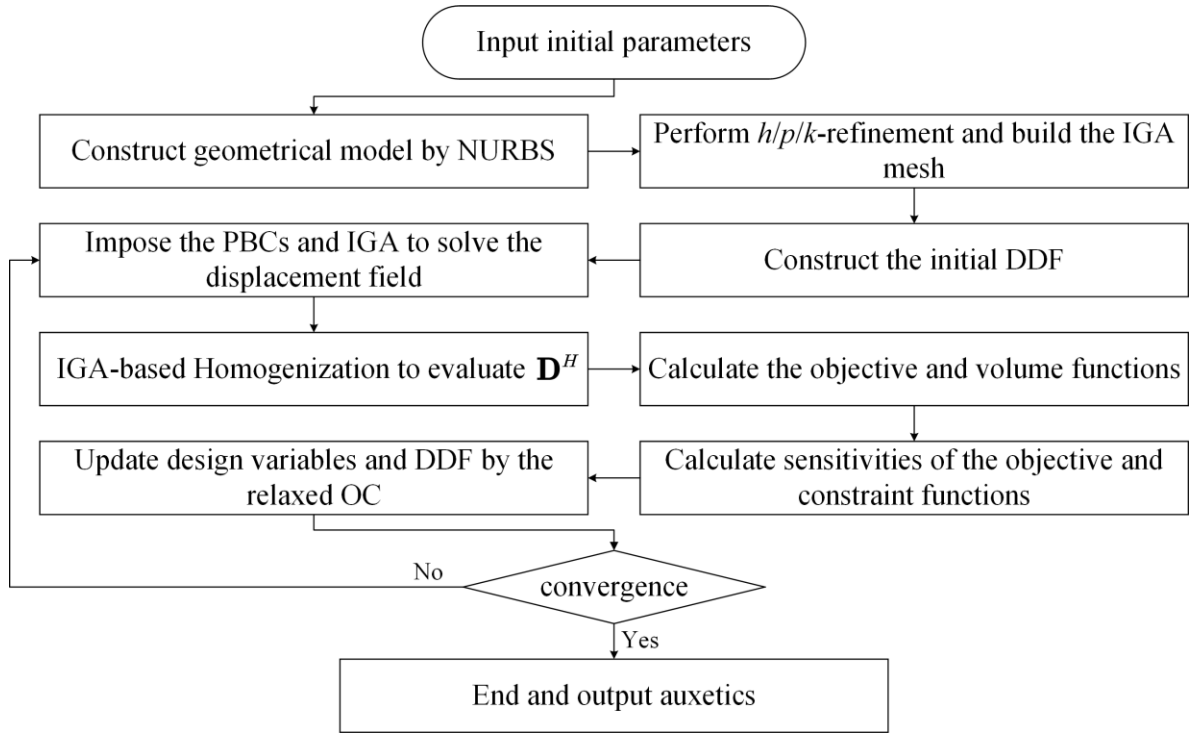 Input initial parameters
Construct geometrical model by NURBS
Perform h/p/k-refinement and build the IGA
mesh
Construct the initial DDF
Impose the PBCs and IGA to solve the
displacement field
IGA-based Homogenization to evaluate D^H
Calculate the objective and volume functions
Calculate sensitivities of the objective and
constraint functions
Update design variables and DDF by the
relaxed OC
convergence
No
Yes
End and output auxetics